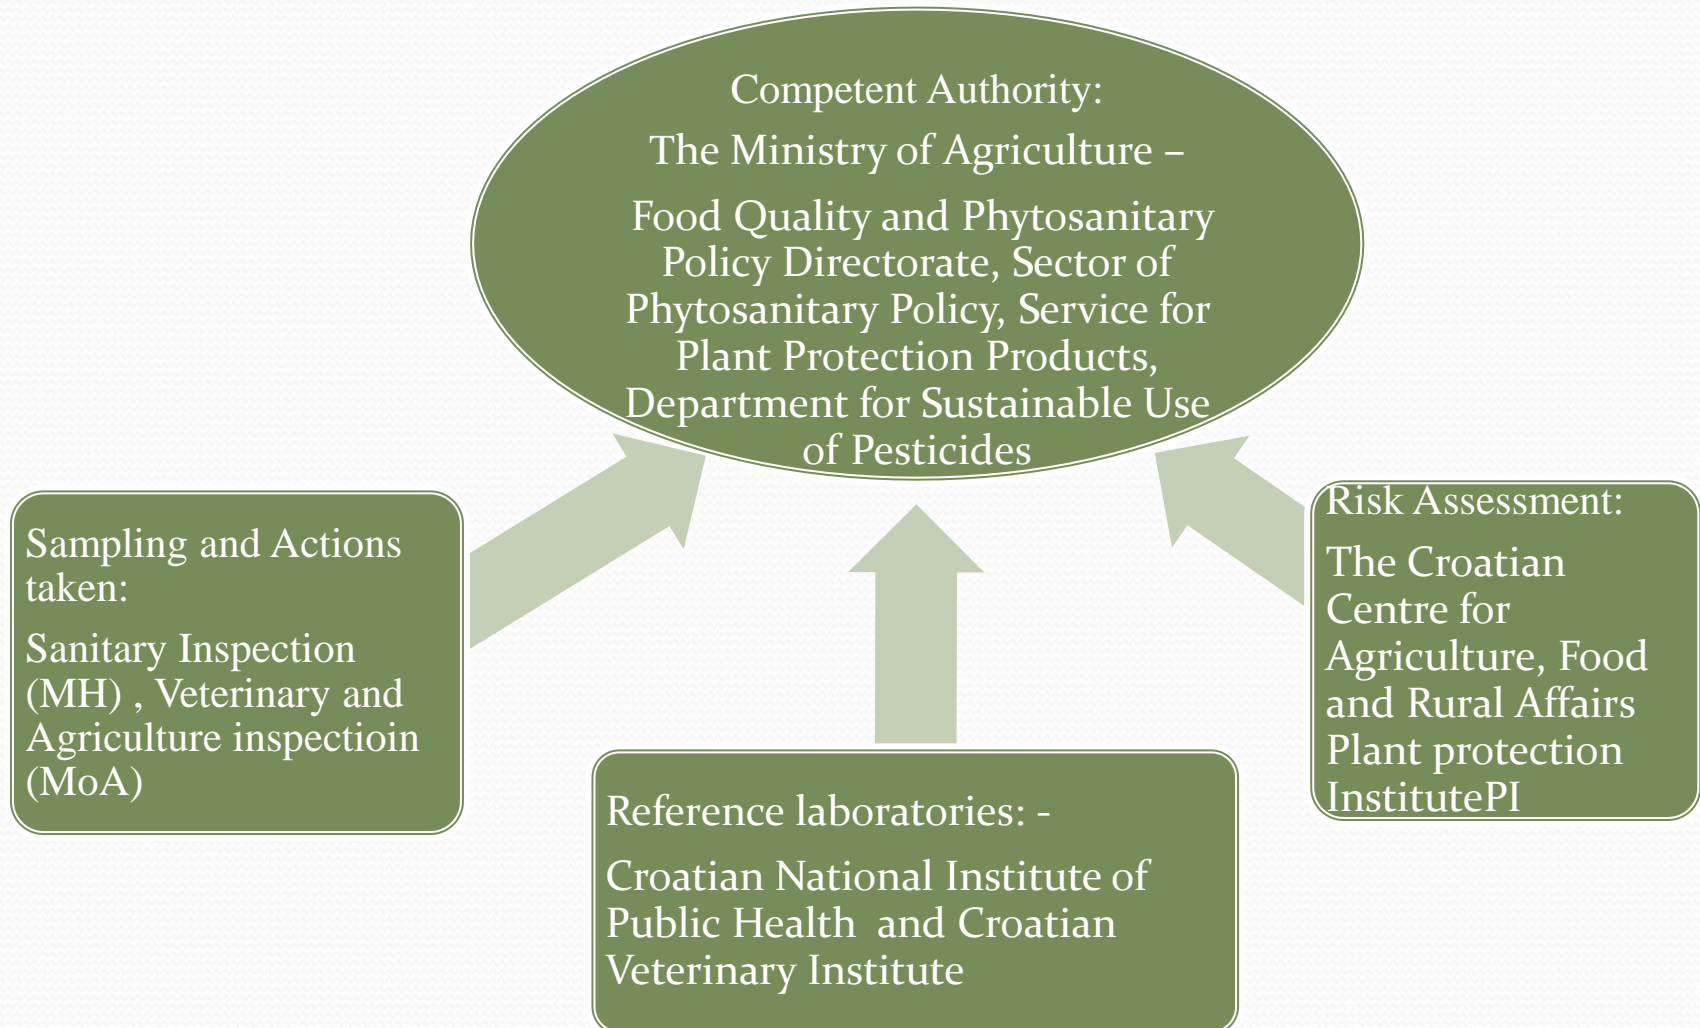 Competent Authority:
The Ministry of Agriculture –
Food Quality and Phytosanitary
Policy Directorate, Sector of
Phytosanitary Policy, Service for
Plant Protection Products,
Department for Sustainable Use
of Pesticides
Sampling and Actions
taken:
Sanitary Inspection
(MH) , Veterinary and
Agriculture inspectioin
(MoA)
Reference laboratories: -
Croatian National Institute of
Public Health  and Croatian
Veterinary Institute
Risk Assessment:
The Croatian
Centre for
Agriculture, Food
and Rural Affairs
Plant protection
InstitutePI